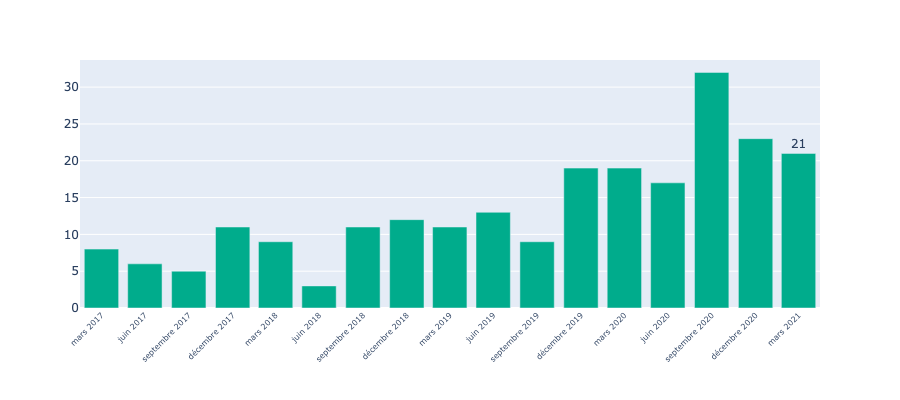 30
25
20
15
10
5
0
21
mars 2017
juin 2017
septembre 2017
décembre 2017
mars 2018
juin 2018
septembre 2018
décembre 2018
mars 2019
juin 2019
septembre 2019
décembre 2019
mars 2020
juin 2020
septembre 2020
décembre 2020
mars 2021